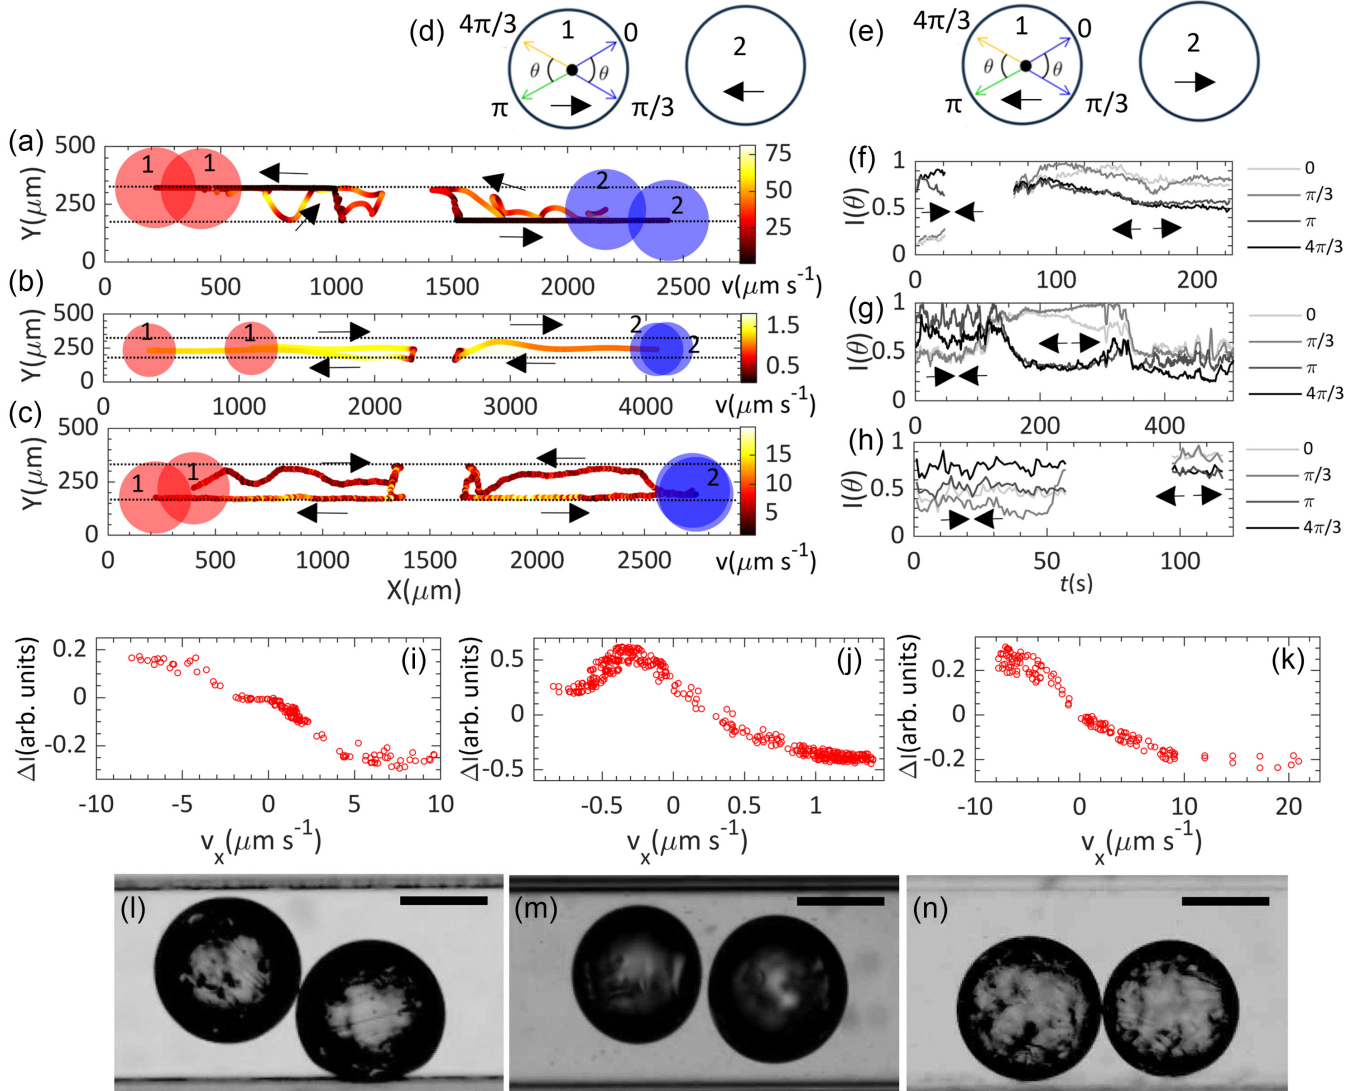 (d) 4π/3 1 0 2 (e) 4π/3 1 0 2
θ θ θ θ
π π/3 π π/3
(a) 500 1 1 2 2 75
Y(μm) 250 50
0 25
0 500 1000 1500 2000 2500 v(μm s⁻¹)
(b) 500 1 1 2 2 1.5
Y(μm) 250 1
0 0.5
0 1000 2000 3000 4000 v(μm s⁻¹)
(c) 500 1 1 2 15
Y(μm) 250 10
0 5
0 500 1000 1500 2000 2500 v(μm s⁻¹)
X(μm)
(f) 1 0
I(θ) 0.5 π/3
π
0 4π/3
0 100 200
(g) 1 0
I(θ) 0.5 π/3
π
0 4π/3
0 200 400
(h) 1 0
I(θ) 0.5 π/3
π
0 4π/3
0 50 100
t(s)
(i)
ΔI(arb. units)
0.2
0
-0.2
-10 -5 0 5 10
vₓ(μm s⁻¹)
(j)
ΔI(arb. units)
0.5
0
-0.5
-0.5 0 0.5 1
vₓ(μm s⁻¹)
(k)
ΔI(arb. units)
0.2
0
-0.2
-10 0 10 20
vₓ(μm s⁻¹)
(l) (m) (n)